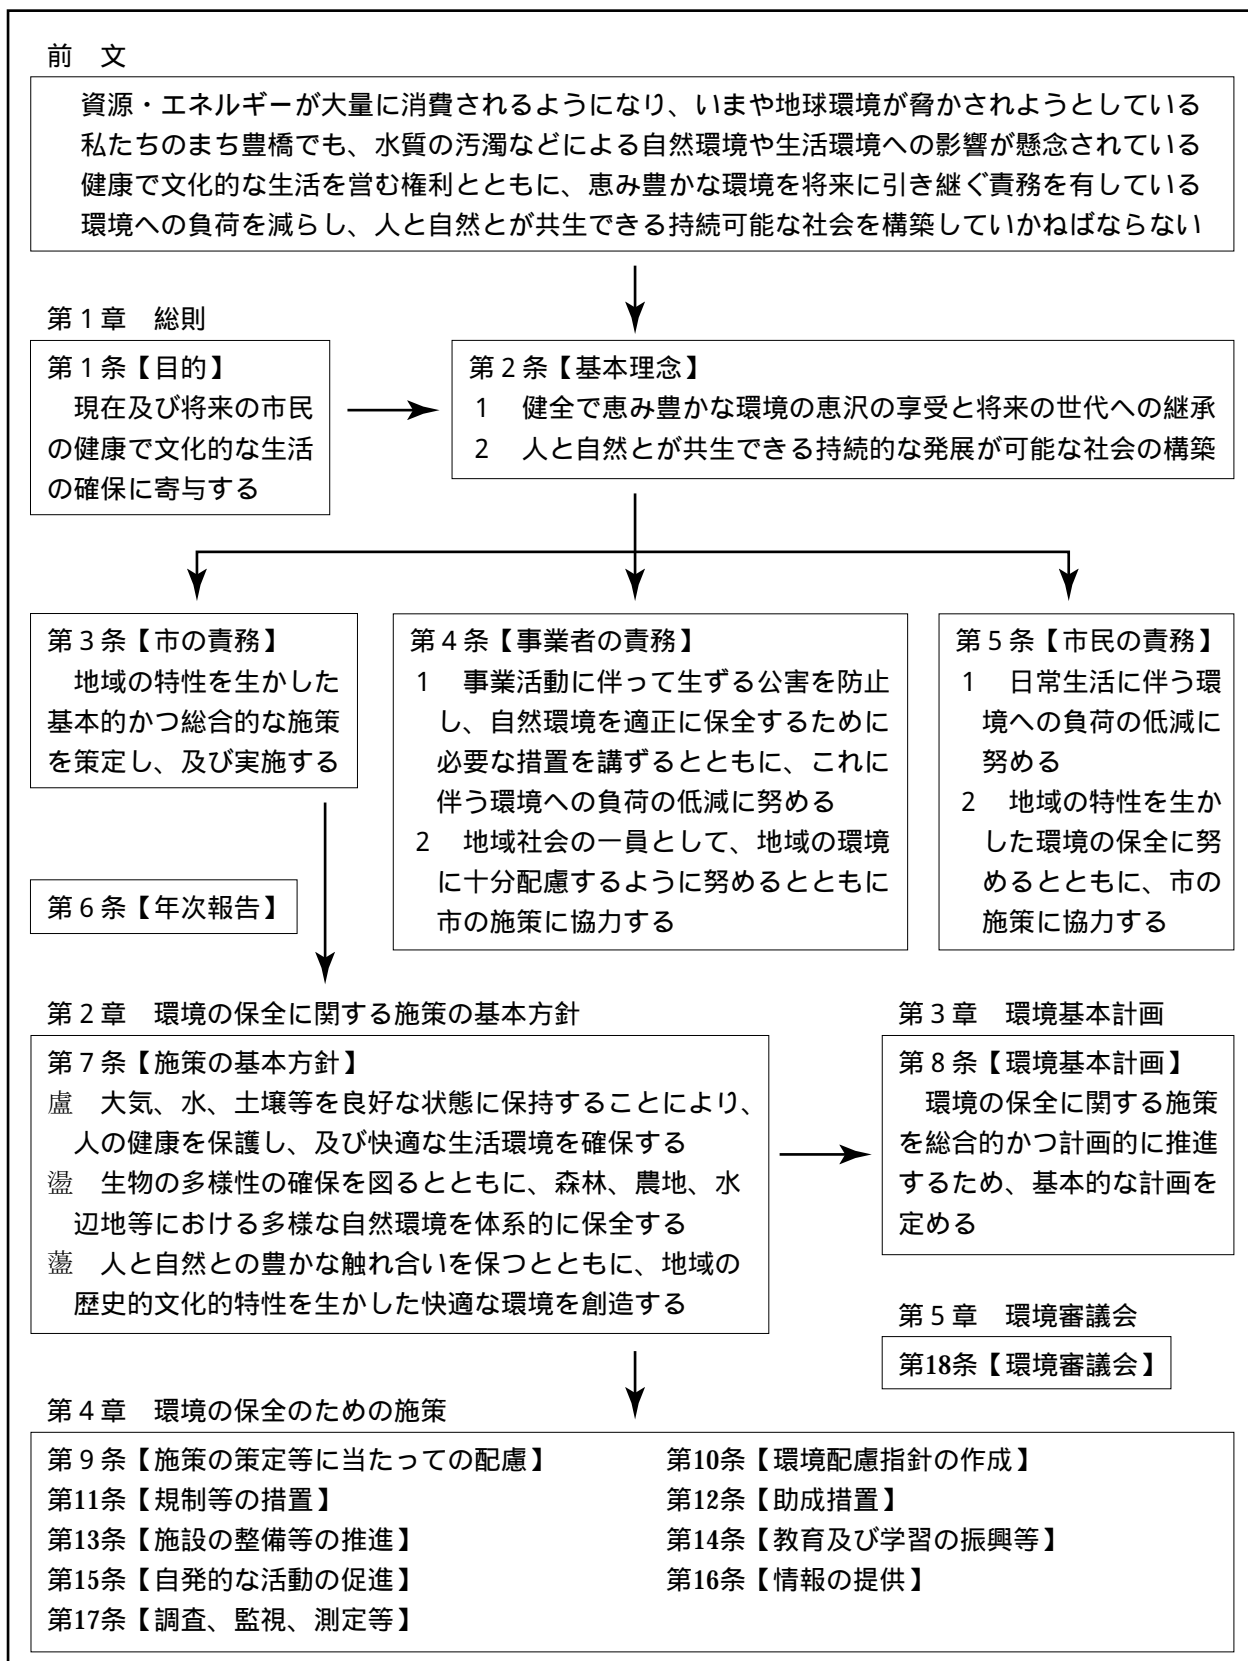 前　文
資源・エネルギーが大量に消費されるようになり、いまや地球環境が脅かされようとしている
私たちのまち豊橋でも、水質の汚濁などによる自然環境や生活環境への影響が懸念されている
健康で文化的な生活を営む権利とともに、恵み豊かな環境を将来に引き継ぐ責務を有している
環境への負荷を減らし、人と自然とが共生できる持続可能な社会を構築していかねばならない
第1章　総則
第1条【目的】
現在及び将来の市民
の健康で文化的な生活
の確保に寄与する
第2条【基本理念】
1　健全で恵み豊かな環境の恵沢の享受と将来の世代への継承
2　人と自然とが共生できる持続的な発展が可能な社会の構築
第3条【市の責務】
地域の特性を生かした
基本的かつ総合的な施策
を策定し、及び実施する
第4条【事業者の責務】
1　事業活動に伴って生ずる公害を防止
し、自然環境を適正に保全するために
必要な措置を講ずるとともに、これに
伴う環境への負荷の低減に努める
2　地域社会の一員として、地域の環境
に十分配慮するように努めるとともに
市の施策に協力する
第5条【市民の責務】
1　日常生活に伴う環
境への負荷の低減に
努める
2　地域の特性を生か
した環境の保全に努
めるとともに、市の
施策に協力する
第6条【年次報告】
第2章　環境の保全に関する施策の基本方針
第7条【施策の基本方針】
盧　大気、水、土壌等を良好な状態に保持することにより、
人の健康を保護し、及び快適な生活環境を確保する
盪　生物の多様性の確保を図るとともに、森林、農地、水
辺地等における多様な自然環境を体系的に保全する
蘯　人と自然との豊かな触れ合いを保つとともに、地域の
歴史的文化的特性を生かした快適な環境を創造する
第3章　環境基本計画
第8条【環境基本計画】
環境の保全に関する施策
を総合的かつ計画的に推進
するため、基本的な計画を
定める
第5章　環境審議会
第18条【環境審議会】
第4章　環境の保全のための施策
第9条【施策の策定等に当たっての配慮】
第10条【環境配慮指針の作成】
第11条【規制等の措置】
第12条【助成措置】
第13条【施設の整備等の推進】
第14条【教育及び学習の振興等】
第15条【自発的な活動の促進】
第16条【情報の提供】
第17条【調査、監視、測定等】